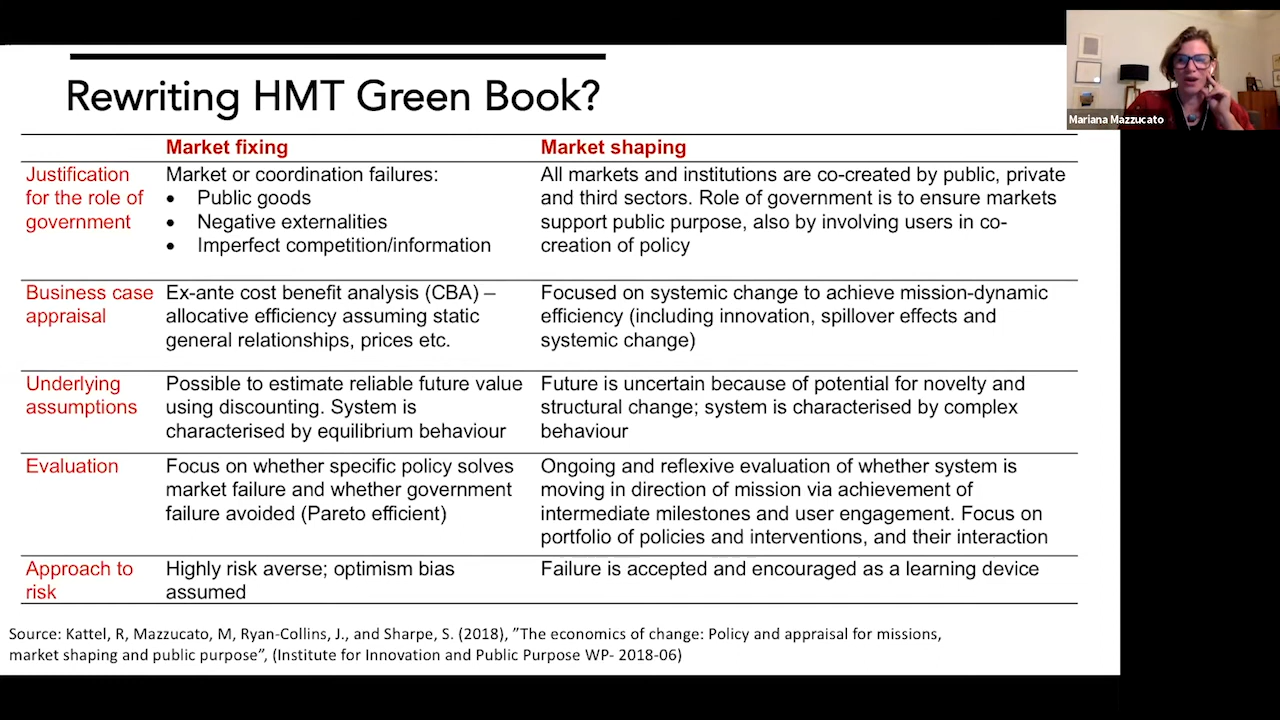 Rewriting HMT Green Book?
Mariana Mazzucato
Market fixing
Market shaping
Justification
for the role of
government
Market or coordination failures:
• Public goods
• Negative externalities
• Imperfect competition/information
All markets and institutions are co-created by public, private
and third sectors. Role of government is to ensure markets
support public purpose, also by involving users in co-
creation of policy
Business case
appraisal
Ex-ante cost benefit analysis (CBA) –
allocative efficiency assuming static
general relationships, prices etc.
Focused on systemic change to achieve mission-dynamic
efficiency (including innovation, spillover effects and
systemic change)
Underlying
assumptions
Possible to estimate reliable future value
using discounting. System is
characterised by equilibrium behaviour
Future is uncertain because of potential for novelty and
structural change; system is characterised by complex
behaviour
Evaluation
Focus on whether specific policy solves
market failure and whether government
failure avoided (Pareto efficient)
Ongoing and reflexive evaluation of whether system is
moving in direction of mission via achievement of
intermediate milestones and user engagement. Focus on
portfolio of policies and interventions, and their interaction
Approach to
risk
Highly risk averse; optimism bias
assumed
Failure is accepted and encouraged as a learning device
Source: Kattel, R, Mazzucato, M, Ryan-Collins, J., and Sharpe, S. (2018), ”The economics of change: Policy and appraisal for missions,
market shaping and public purpose”, (Institute for Innovation and Public Purpose WP- 2018-06)